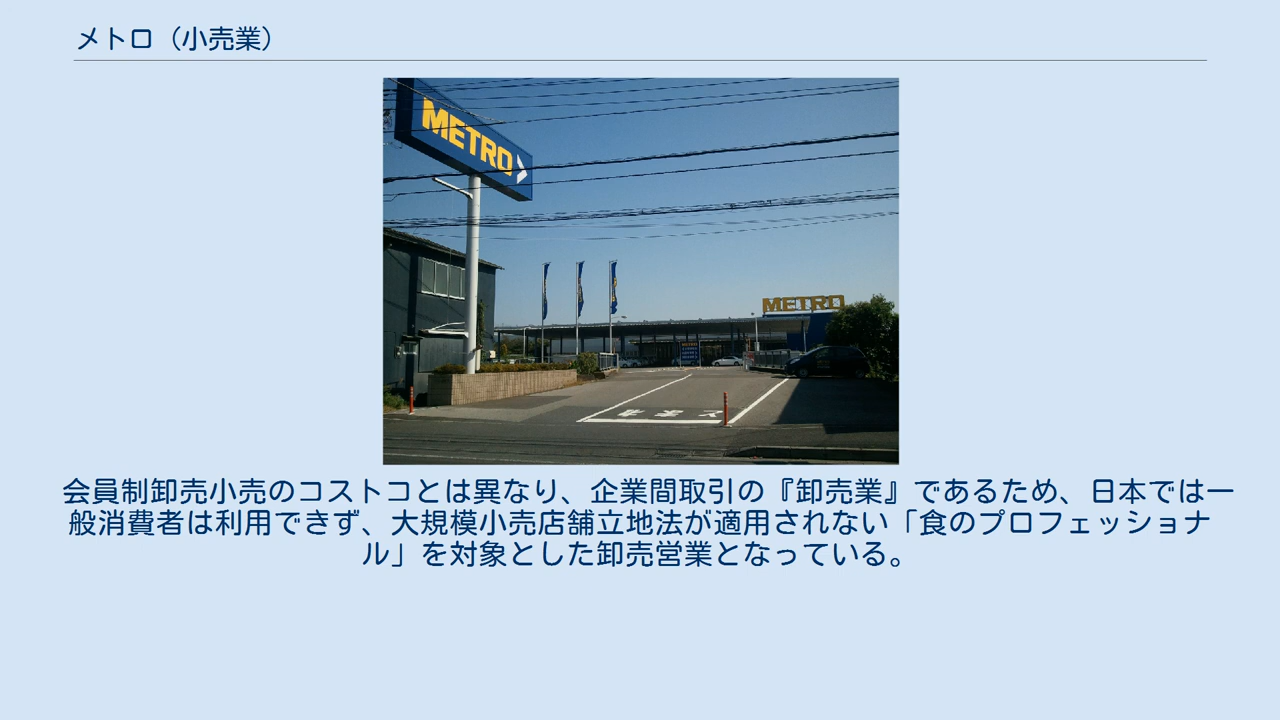 メトロ（小売業）
METRO
METRO
会員制卸売小売のコストコとは異なり、企業間取引の『卸売業』であるため、日本では一
般消費者は利用できず、大規模小売店舗立地法が適用されない「食のプロフェッショナ
ル」を対象とした卸売営業となっている。